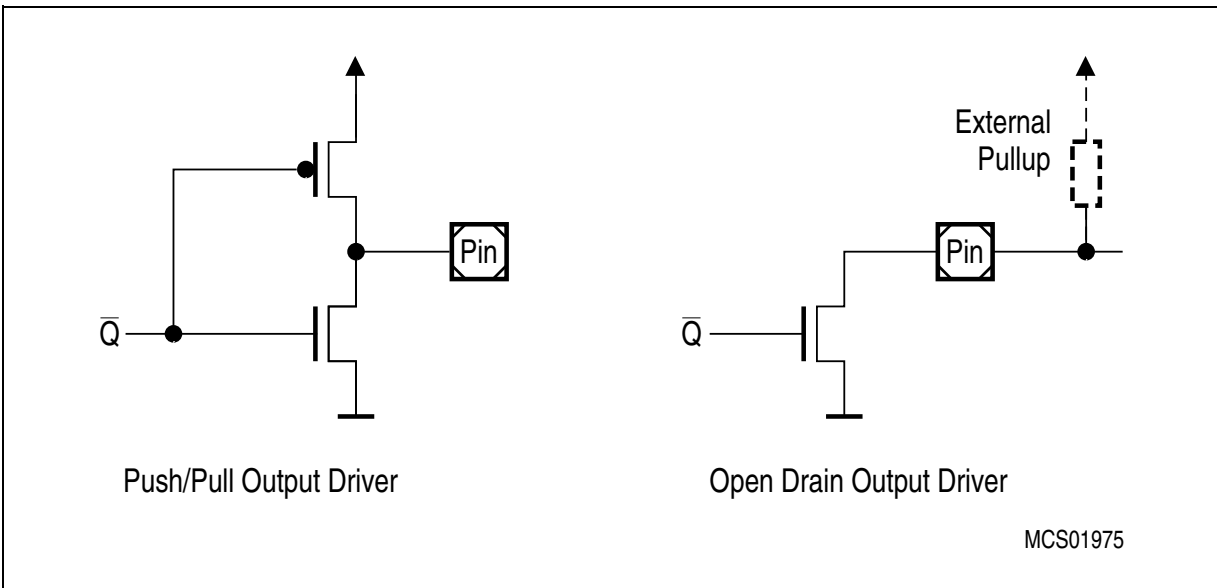 External
Pullup
Pin
Pin
Q̅
Q̅
Push/Pull Output Driver
Open Drain Output Driver
MCS01975